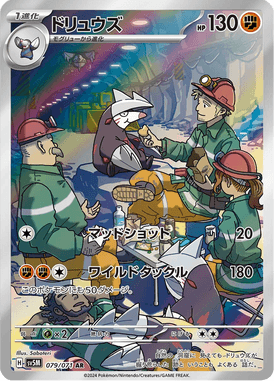 1進化
ドリュウズ
HP 130
モグリューから進化
マッドショット 20
ワイルドタックル 180
このポケモンにも50ダメージ。
×2
Illus. Saboteri
H sv5M 079/071 AR
©2024 Pokémon/Nintendo/Creatures/GAME FREAK.